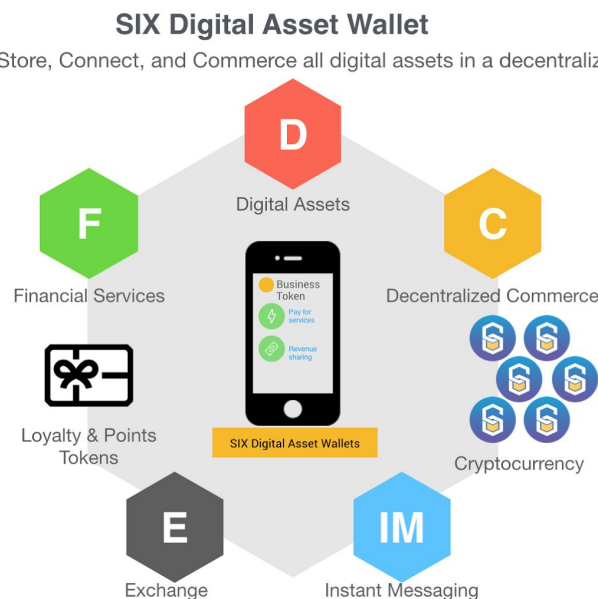 SIX Digital Asset Wallet
Store, Connect, and Commerce all digital assets in a
D
Digital Assets
F
Financial Services
C
Decentralized Commerce
Business
Token
Pay for
services
Revenue
sharing
SIX Digital Asset Wallets
Loyalty & Points
Tokens
Cryptocurrency
E
Exchange
IM
Instant Messaging